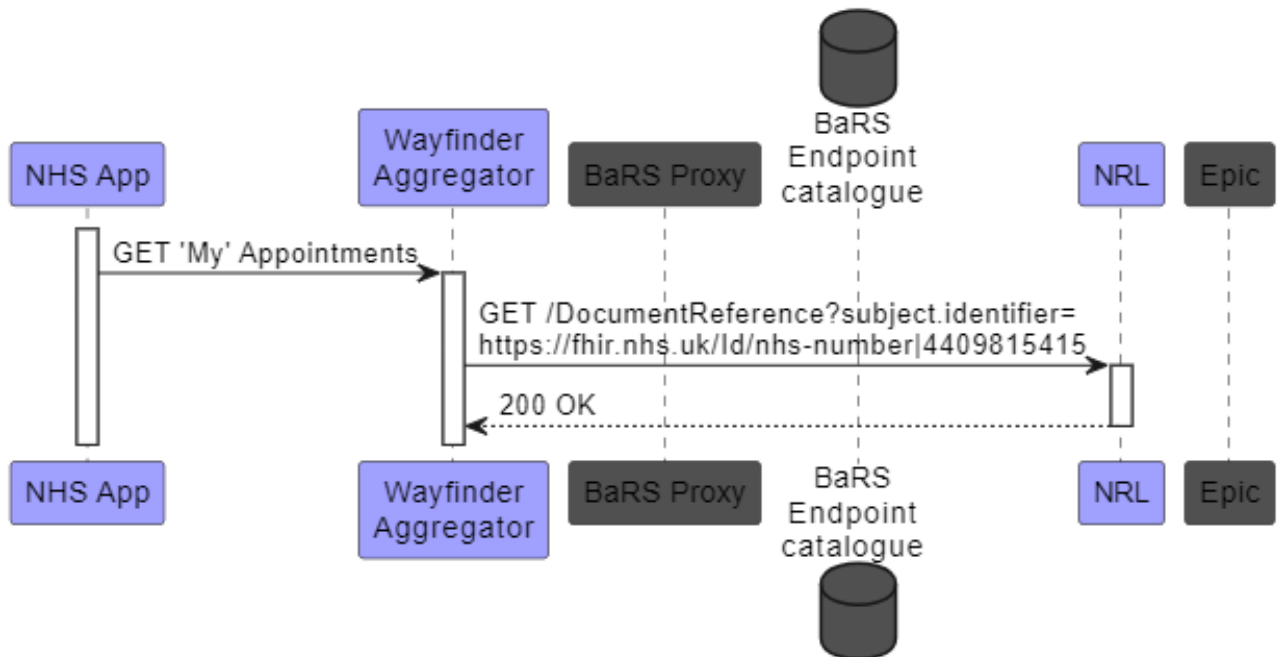 BaRS
Endpoint
catalogue
NHS App
Wayfinder
Aggregator
BaRS Proxy
NRL
Epic
GET 'My' Appointments
GET /DocumentReference?subject.identifier=
https://fhir.nhs.uk/Id/nhs-number|4409815415
200 OK
NHS App
Wayfinder
Aggregator
BaRS Proxy
BaRS
Endpoint
catalogue
NRL
Epic